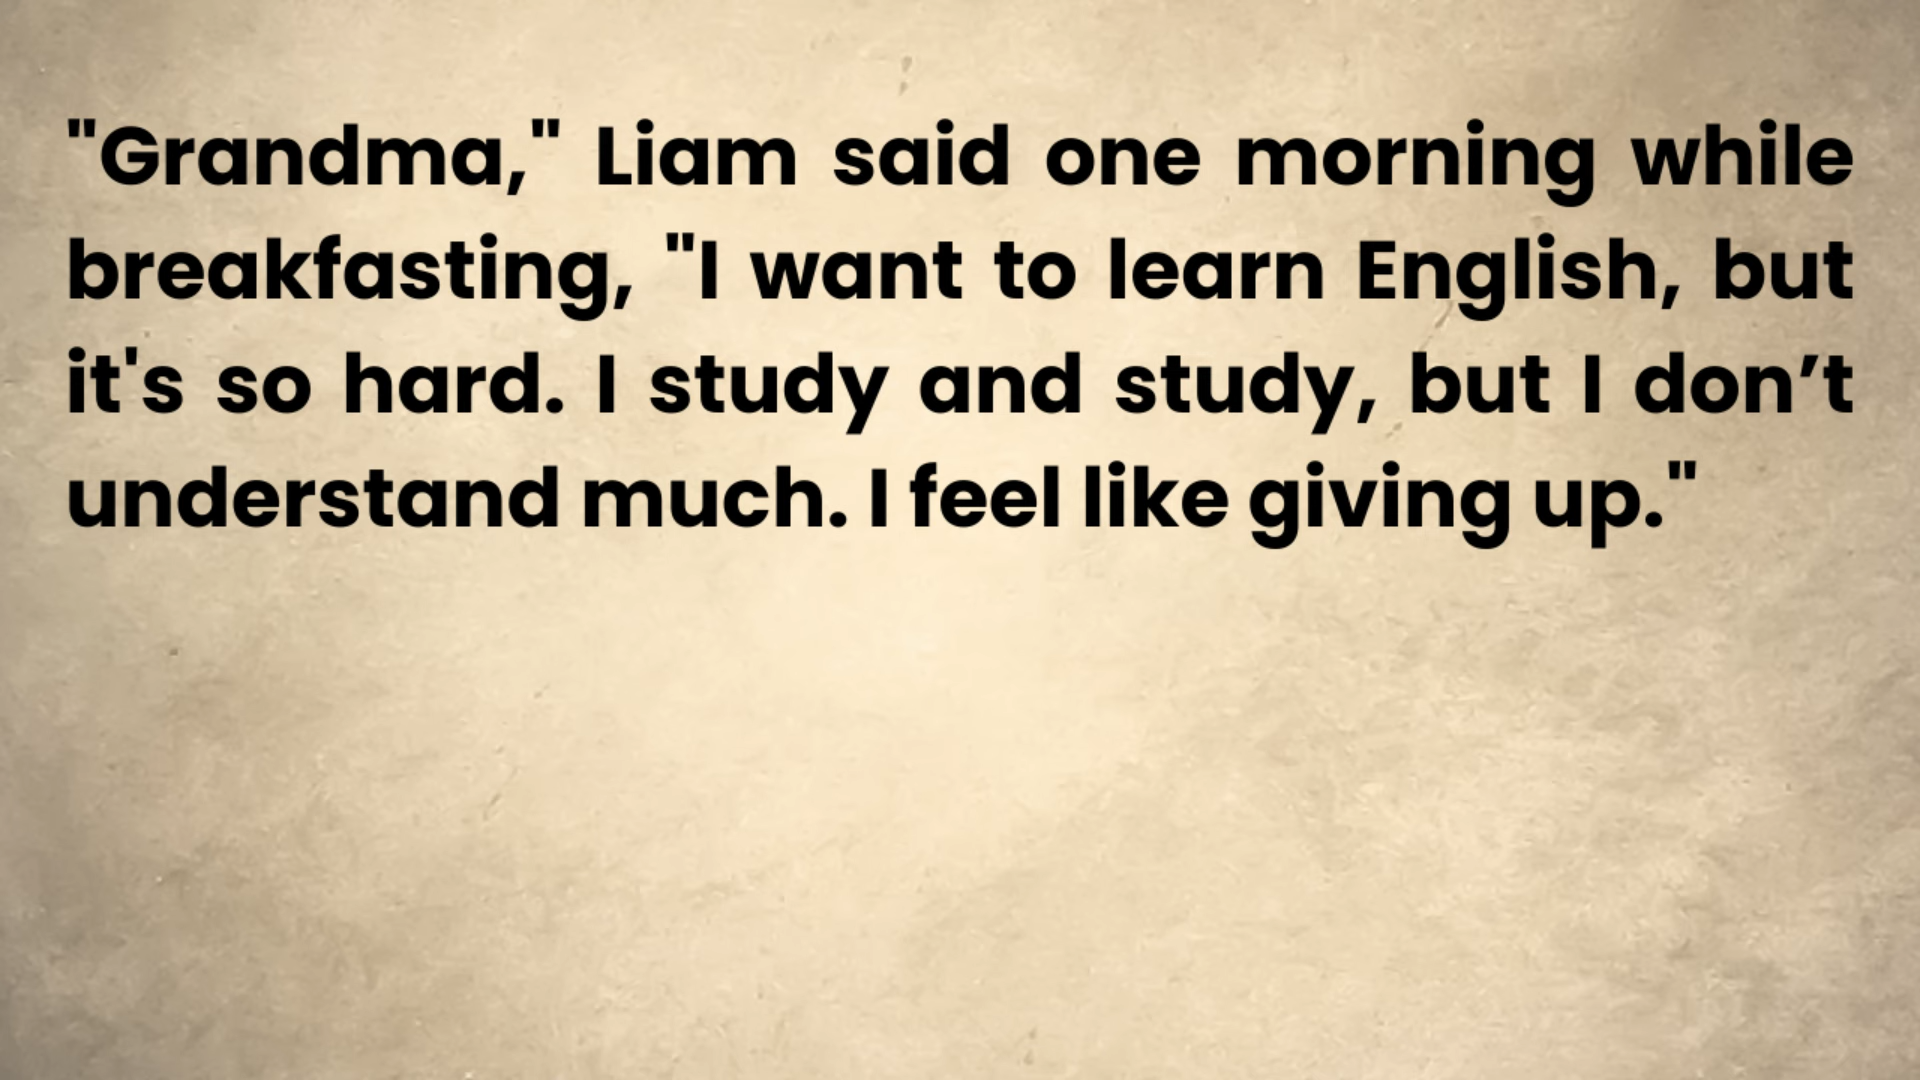 "Grandma," Liam said one morning while
breakfasting, "I want to learn English, but
it's so hard. I study and study, but I don’t
understand much. I feel like giving up."